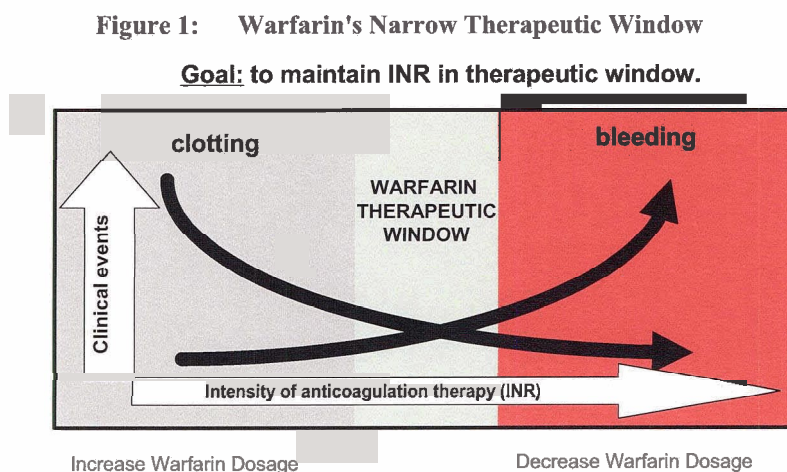 Figure 1: Warfarin's Narrow Therapeutic Window
Goal: to maintain INR in therapeutic window.
clotting
bleeding
WARFARIN
THERAPEUTIC
WINDOW
Clinical events
Intensity of anticoagulation therapy (INR)
Increase Warfarin Dosage
Decrease Warfarin Dosage